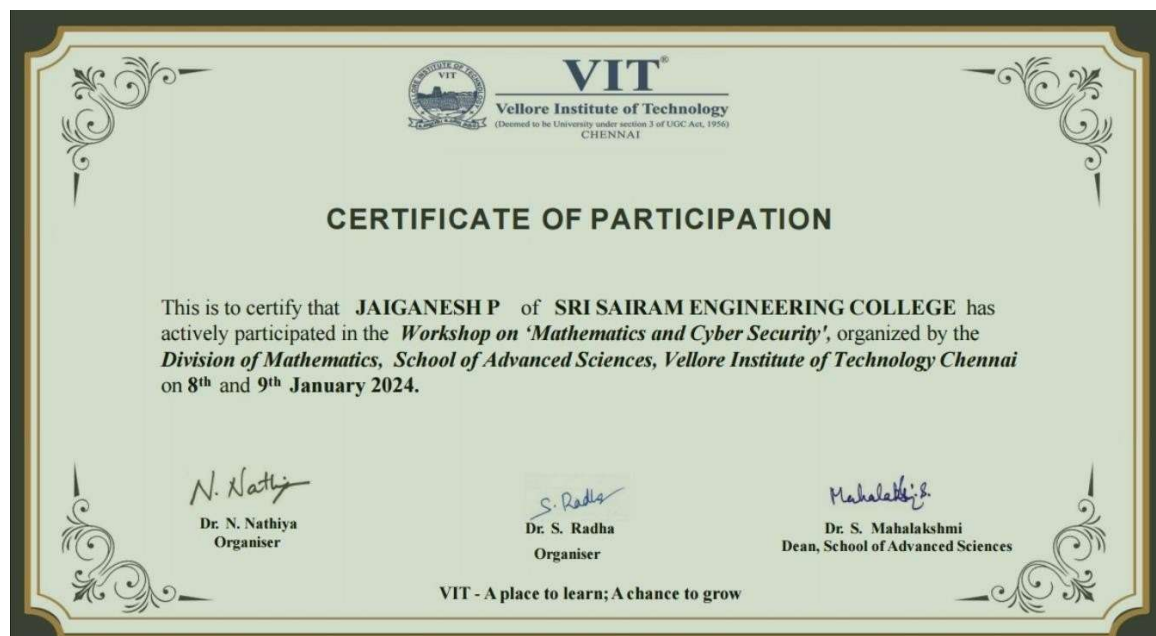 VELLORE INSTITUTE OF TECHNOLOGY
VIT
VIT®
Vellore Institute of Technology
(Deemed to be University under section 3 of UGC Act, 1956)
CHENNAI
CERTIFICATE OF PARTICIPATION
This is to certify that JAIGANESH P of SRI SAIRAM ENGINEERING COLLEGE has
actively participated in the Workshop on ‘Mathematics and Cyber Security', organized by the
Division of Mathematics, School of Advanced Sciences, Vellore Institute of Technology Chennai
on 8th and 9th January 2024.
N. Nathiya
S. Radha
Mahalakshmi S.
Dr. N. Nathiya
Organiser
Dr. S. Radha
Organiser
Dr. S. Mahalakshmi
Dean, School of Advanced Sciences
VIT - A place to learn; A chance to grow